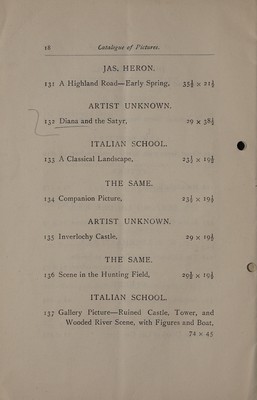 18 Catalogue of Pictures.
JAS. HERON.
131 A Highland Road—Early Spring, 33½ × 21½
ARTIST UNKNOWN.
132 Diana and the Satyr, 29 × 38½
ITALIAN SCHOOL.
133 A Classical Landscape, 23½ × 19½
THE SAME.
134 Companion Picture, 23½ × 19½
ARTIST UNKNOWN.
135 Inverlochy Castle, 29 × 19½
THE SAME.
136 Scene in the Hunting Field, 29½ × 19½
ITALIAN SCHOOL.
137 Gallery Picture—Ruined Castle, Tower, and
Wooded River Scene, with Figures and Boat,
74 × 45